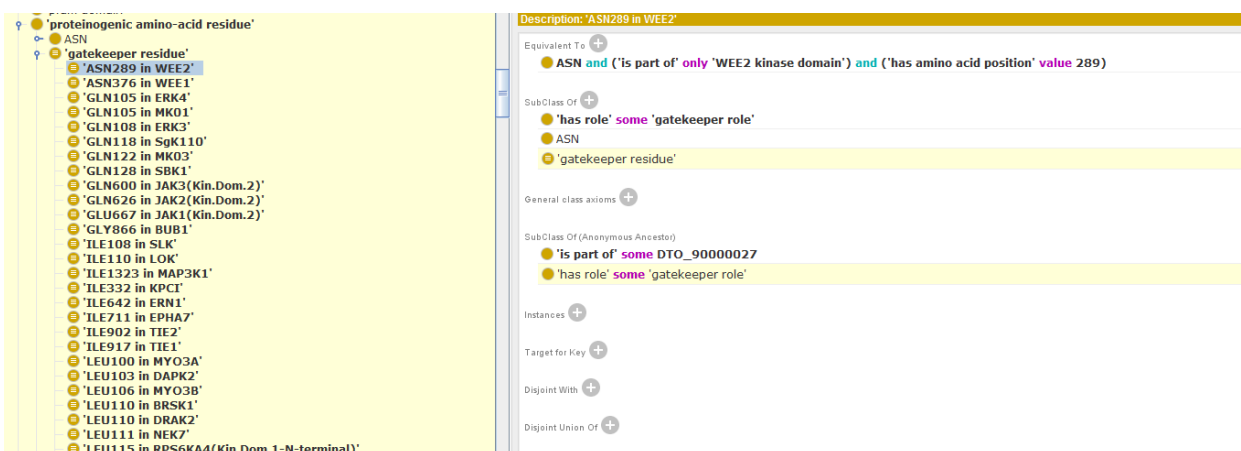 'proteinogenic amino-acid residue'
ASN
'gatekeeper residue'
'ASN289 in WEE2'
'ASN376 in WEE1'
'GLN105 in ERK4'
'GLN105 in MK01'
'GLN108 in ERK3'
'GLN118 in SgK110'
'GLN122 in MK03'
'GLN128 in SBK1'
'GLN600 in JAK3(Kin.Dom.2)'
'GLN626 in JAK2(Kin.Dom.2)'
'GLU667 in JAK1(Kin.Dom.2)'
'GLY866 in BUB1'
'ILE108 in SLK'
'ILE110 in LOK'
'ILE1323 in MAP3K1'
'ILE332 in KPCI'
'ILE642 in ERN1'
'ILE711 in EPHA7'
'ILE902 in TIE2'
'ILE917 in TIE1'
'LEU100 in MYO3A'
'LEU103 in DAPK2'
'LEU106 in MYO3B'
'LEU110 in BRSK1'
'LEU110 in DRAK2'
'LEU111 in NEK7'
'LEU115 in RPS6KA4(Kin.Dom.1-N-terminal)'
Description: 'ASN289 in WEE2'
Equivalent To
ASN and ('is part of' only 'WEE2 kinase domain') and ('has amino acid position' value 289)
SubClass Of
'has role' some 'gatekeeper role'
ASN
'gatekeeper residue'
General class axioms
SubClass Of (Anonymous Ancestor)
'is part of' some DTO_90000027
'has role' some 'gatekeeper role'
Instances
Target for Key
Disjoint With
Disjoint Union Of